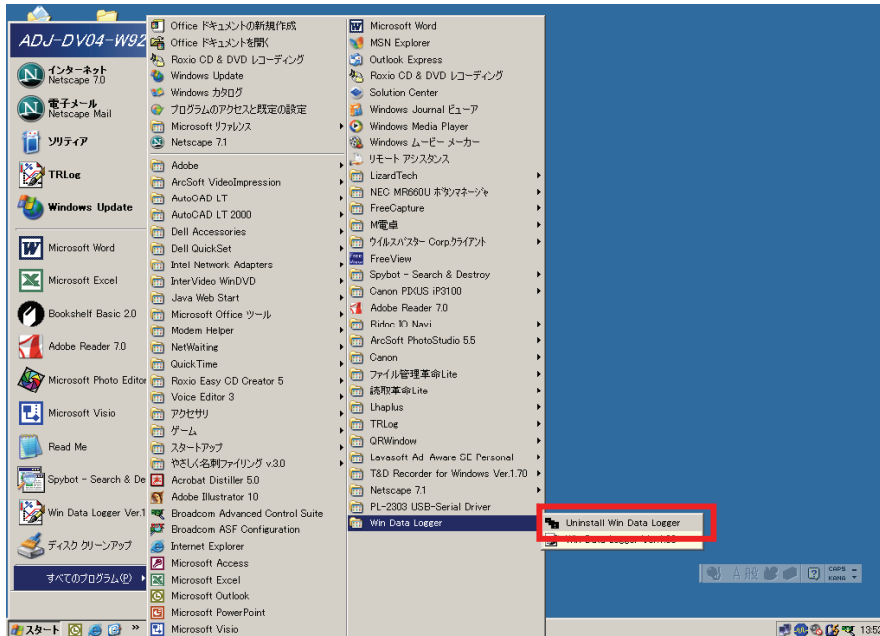 ADJ-DV04-W92
インターネット
Netscape 7.0
電子メール
Netscape Mail
ソリティア
TRLog
Windows Update
Microsoft Word
Microsoft Excel
Bookshelf Basic 2.0
Adobe Reader 7.0
Microsoft Photo Editor
Microsoft Visio
Read Me
Spybot - Search & De
Win Data Logger Ver.1
ディスク クリーンアップ
すべてのプログラム(P)
スタート
Office ドキュメントの新規作成
Office ドキュメントを開く
Roxio CD & DVD レコーディング
Windows Update
Windows カタログ
プログラムのアクセスと既定の設定
Microsoft リファレンス
Netscape 7.1
Adobe
ArcSoft VideoImpression
AutoCAD LT
AutoCAD LT 2000
Dell Accessories
Dell QuickSet
Intel Network Adapters
InterVideo WinDVD
Java Web Start
Microsoft Office ツール
Modem Helper
NetWaiting
QuickTime
Roxio Easy CD Creator 5
Voice Editor 3
アクセサリ
ゲーム
スタートアップ
やさしく名刺ファイリング v.3.0
Acrobat Distiller 5.0
Adobe Illustrator 10
Broadcom Advanced Control Suite
Broadcom ASF Configuration
Internet Explorer
Microsoft Access
Microsoft Excel
Microsoft Outlook
Microsoft PowerPoint
Microsoft Visio
Microsoft Word
MSN Explorer
Outlook Express
Roxio CD & DVD レコーディング
Solution Center
Windows Journal ビューア
Windows Media Player
Windows ムービー メーカー
リモート アシスタンス
LizardTech
NEC MR660U ボタンマネージャ
FreeCapture
M電卓
ウイルスバスター Corp.クライアント
FreeView
Spybot - Search & Destroy
Canon PIXUS iP3100
Adobe Reader 7.0
Ridoc IO Navi
ArcSoft PhotoStudio 5.5
Canon
ファイル管理革命Lite
読取革命Lite
Lhaplus
TRLog
QRWindow
Lavasoft Ad-Aware SE Personal
T&D Recorder for Windows Ver.1.70
Netscape 7.1
PL-2303 USB-Serial Driver
Win Data Logger
Uninstall Win Data Logger
A 般
CAPS
KANA
13:52